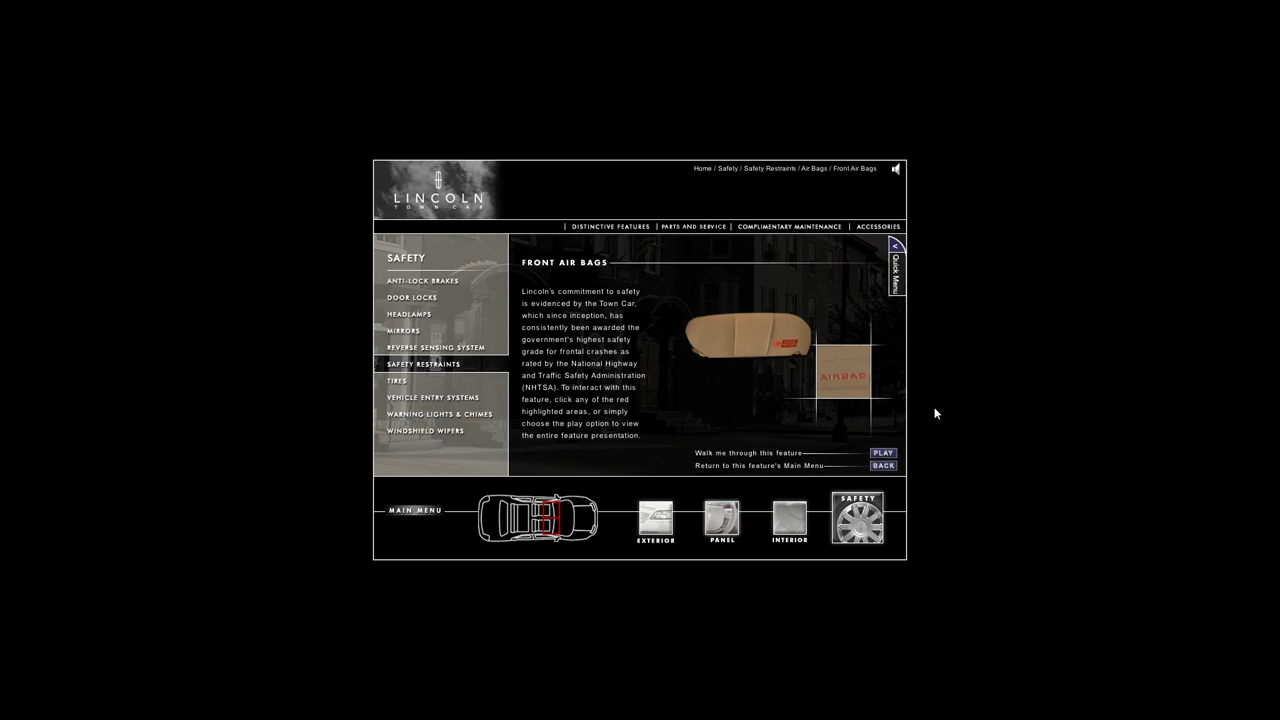 Home / Safety / Safety Restraints / Air Bags / Front Air Bags
LINCOLN
TOWN CAR
| DISTINCTIVE FEATURES | PARTS AND SERVICE | COMPLIMENTARY MAINTENANCE | ACCESSORIES
SAFETY
ANTI-LOCK BRAKES
DOOR LOCKS
HEADLAMPS
MIRRORS
REVERSE SENSING SYSTEM
SAFETY RESTRAINTS
TIRES
VEHICLE ENTRY SYSTEMS
WARNING LIGHTS & CHIMES
WINDSHIELD WIPERS
FRONT AIR BAGS
Lincoln's commitment to safety
is evidenced by the Town Car,
which since inception, has
consistently been awarded the
government's highest safety
grade for frontal crashes as
rated by the National Highway
and Traffic Safety Administration
(NHTSA). To interact with this
feature, click any of the red
highlighted areas, or simply
choose the play option to view
the entire feature presentation.
AIRBAG
< Quick Menu
Walk me through this feature PLAY
Return to this feature's Main Menu BACK
MAIN MENU
EXTERIOR
PANEL
INTERIOR
SAFETY